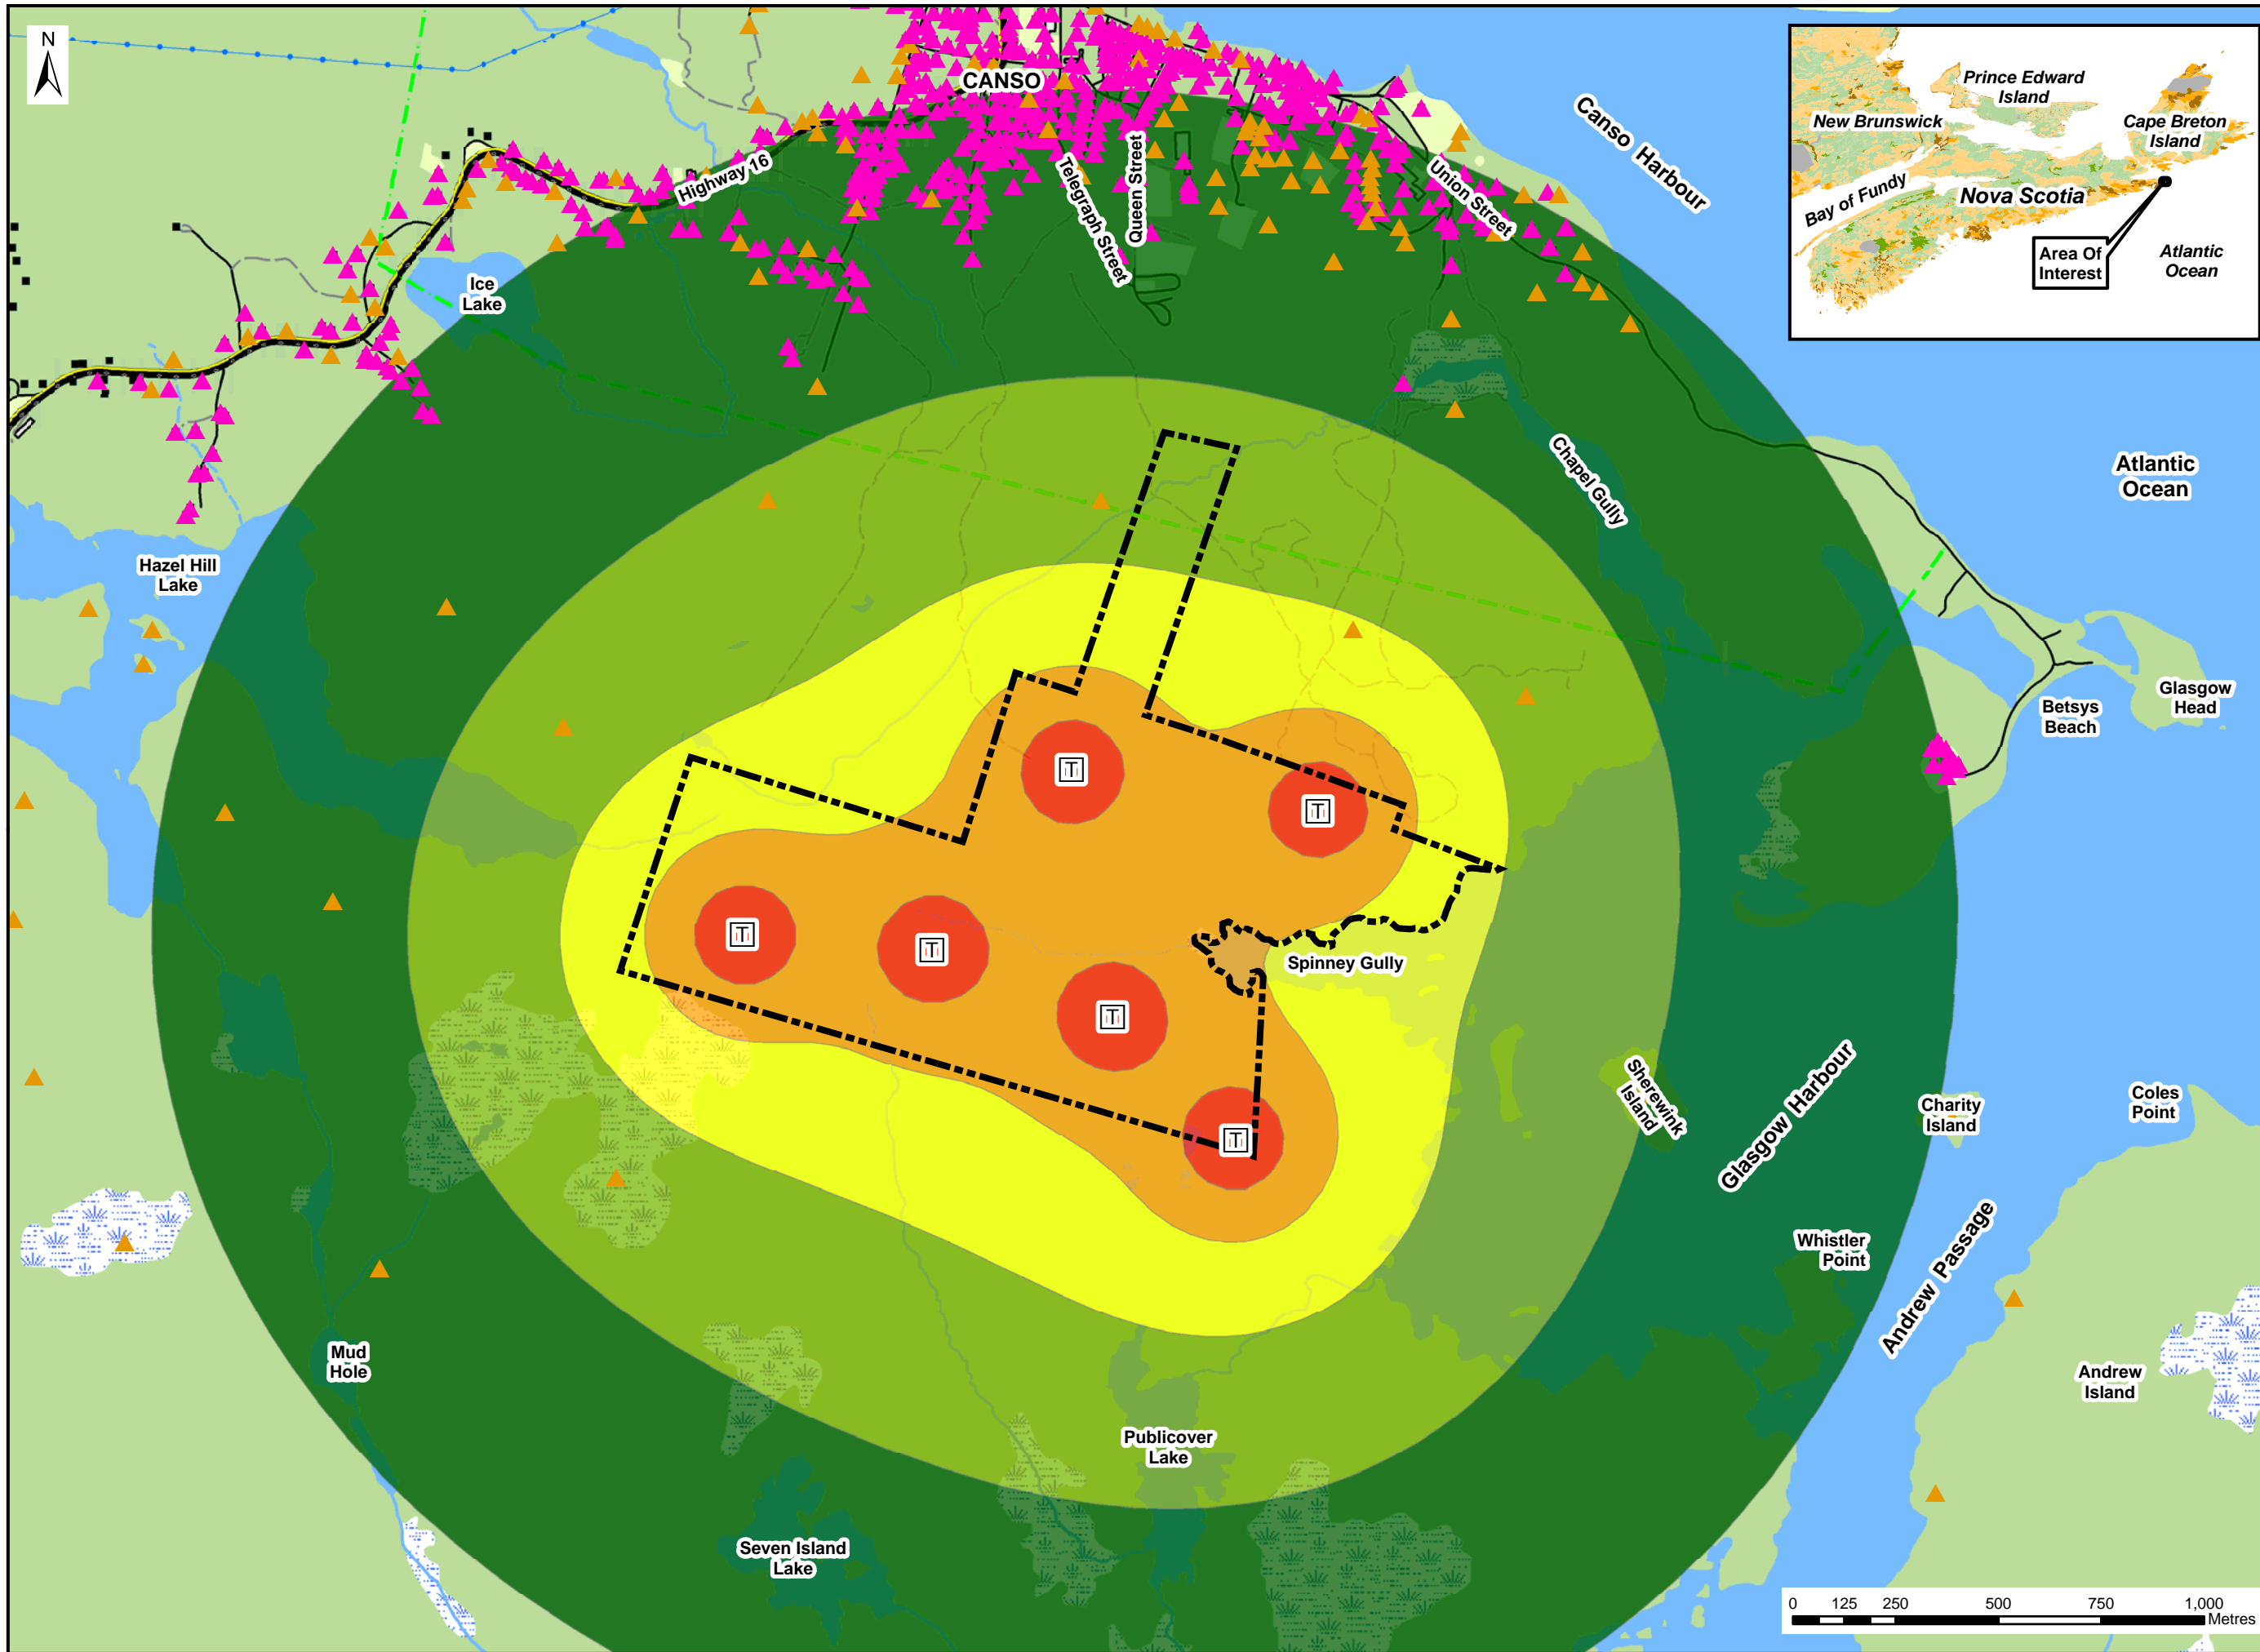 N
CANSO
Highway 16
Telegraph Street
Queen Street
Union Street
Canso Harbour
Prince Edward
Island
New Brunswick
Cape Breton
Island
Bay of Fundy
Nova Scotia
Area Of
Interest
Atlantic
Ocean
Ice
Lake
Chapel Gully
Atlantic
Ocean
Hazel Hill
Lake
Glasgow
Head
Betsys
Beach
T
T
T
T
T
T
Spinney Gully
Sherewink
Island
Glasgow Harbour
Charity
Island
Coles
Point
Whistler
Point
Andrew Passage
Andrew
Island
Mud
Hole
Publicover
Lake
Seven Island
Lake
0 125 250 500 750 1,000
Metres